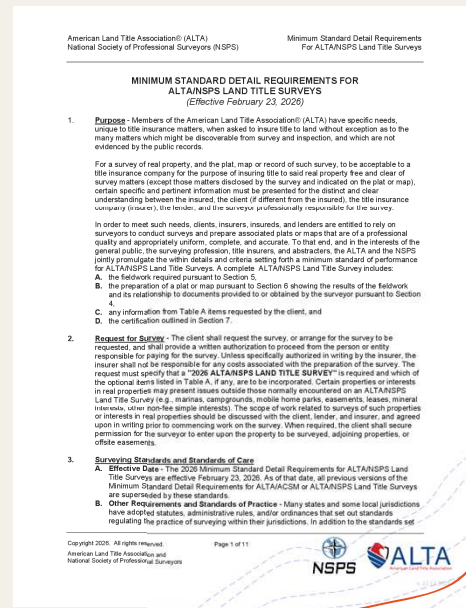 American Land Title Association® (ALTA)
National Society of Professional Surveyors (NSPS)
Minimum Standard Detail Requirements
For ALTA/NSPS Land Title Surveys
MINIMUM STANDARD DETAIL REQUIREMENTS FOR
ALTA/NSPS LAND TITLE SURVEYS
(Effective February 23, 2026)
1. Purpose - Members of the American Land Title Association® (ALTA) have specific needs,
unique to title insurance matters, when asked to insure title to land without exception as to the
many matters which might be discoverable from survey and inspection, and which are not
evidenced by the public records.
For a survey of real property, and the plat, map or record of such survey, to be acceptable to a
title insurance company for the purpose of insuring title to said real property free and clear of
survey matters (except those matters disclosed by the survey and indicated on the plat or map),
certain specific and pertinent information must be presented for the distinct and clear
understanding between the insured, the client (if different from the insured), the title insurance
company (insurer), the lender, and the surveyor professionally responsible for the survey.
In order to meet such needs, clients, insurers, insureds, and lenders are entitled to rely on
surveyors to conduct surveys and prepare associated plats or maps that are of a professional
quality and appropriately uniform, complete, and accurate. To that end, and in the interests of the
general public, the surveying profession, title insurers, and abstracters, the ALTA and the NSPS
jointly promulgate the within details and criteria setting forth a minimum standard of performance
for ALTA/NSPS Land Title Surveys. A complete ALTA/NSPS Land Title Survey includes:
A. the fieldwork required pursuant to Section 5,
B. the preparation of a plat or map pursuant to Section 6 showing the results of the fieldwork
and its relationship to documents provided to or obtained by the surveyor pursuant to Section
4,
C. any information from Table A items requested by the client, and
D. the certification outlined in Section 7.
2. Request for Survey - The client shall request the survey, or arrange for the survey to be
requested, and shall provide a written authorization to proceed from the person or entity
responsible for paying for the survey. Unless specifically authorized in writing by the insurer, the
insurer shall not be responsible for any costs associated with the preparation of the survey. The
request must specify that a "2026 ALTA/NSPS LAND TITLE SURVEY" is required and which of
the optional items listed in Table A, if any, are to be incorporated. Certain properties or interests
in real properties may present issues outside those normally encountered on an ALTA/NSPS
Land Title Survey (e.g., marinas, campgrounds, mobile home parks, easements, leases, mineral
interests, other non-fee simple interests). The scope of work related to surveys of such properties
or interests in real properties should be discussed with the client, lender, and insurer, and agreed
upon in writing prior to commencing work on the survey. When required, the client shall secure
permission for the surveyor to enter upon the property to be surveyed, adjoining properties, or
offsite easements.
3. Surveying Standards and Standards of Care
A. Effective Date - The 2026 Minimum Standard Detail Requirements for ALTA/NSPS Land
Title Surveys are effective February 23, 2026. As of that date, all previous versions of the
Minimum Standard Detail Requirements for ALTA/ACSM or ALTA/NSPS Land Title Surveys
are superseded by these standards.
B. Other Requirements and Standards of Practice - Many states and some local jurisdictions
have adopted statutes, administrative rules, and/or ordinances that set out standards
regulating the practice of surveying within their jurisdictions. In addition to the standards set
Copyright 2026. All rights reserved.
American Land Title Association and
National Society of Professional Surveyors
Page 1 of 11
NSPS
ALTA
American Land Title Association